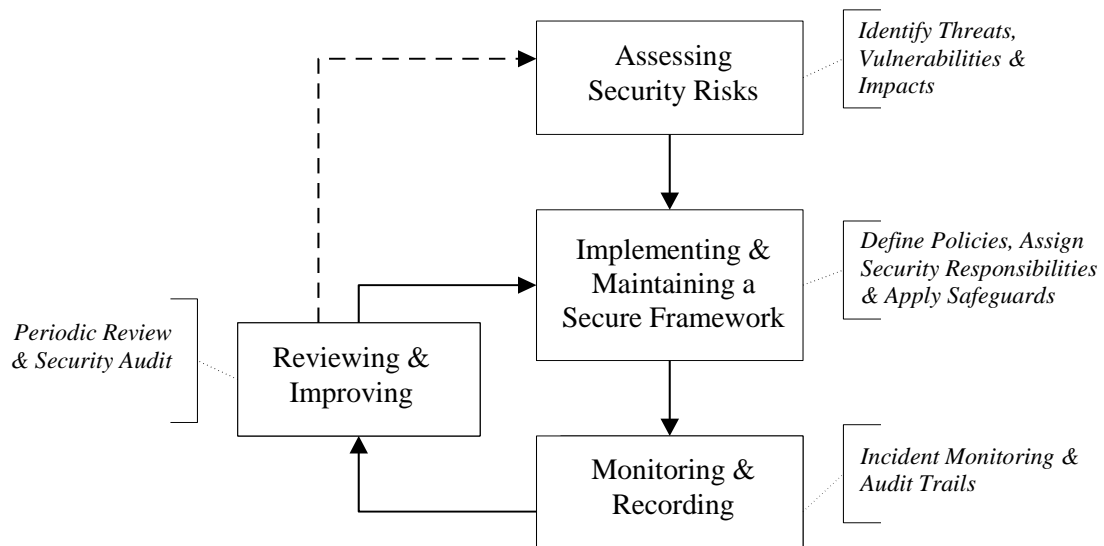 Assessing
Security Risks
Identify Threats,
Vulnerabilities &
Impacts
Implementing &
Maintaining a
Secure Framework
Define Policies, Assign
Security Responsibilities
& Apply Safeguards
Periodic Review
& Security Audit
Reviewing &
Improving
Monitoring &
Recording
Incident Monitoring &
Audit Trails